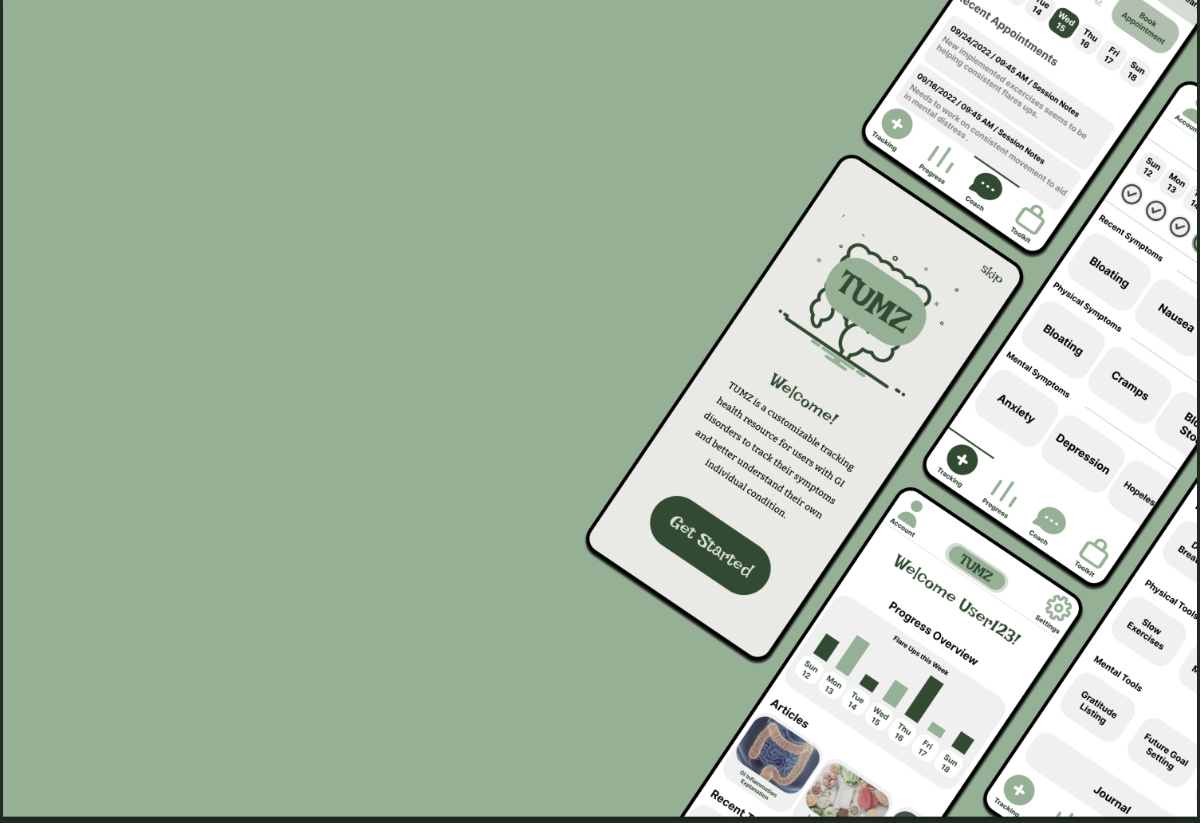 Tue
14
Wed
15
Thu
16
Fri
17
Sun
18
Book
Appointment
Recent Appointments
09/24/2022 / 09:45 AM / Session Notes
New implemented excercises seems to be
helping consistent flares ups.
09/16/2022 / 09:45 AM / Session Notes
Needs to work on consistent movement to aid
in mental distress .
Tracking
Progress
Coach
Toolkit
skip
TUMZ
Welcome!
TUMZ is a customizable tracking
health resource for users with GI
disorders to track their symptoms
and better understand their own
individual condition.
Get Started
Account
Sun
12
Mon
13
Recent Symptoms
Bloating
Nausea
Physical Symptoms
Bloating
Cramps
Mental Symptoms
Anxiety
Depression
Hopeles
Tracking
Progress
Coach
Toolkit
Account
TUMZ
Settings
Welcome User123!
Progress Overview
Flare Ups this Week
Sun
12
Mon
13
Tue
14
Wed
15
Thu
16
Fri
17
Sun
18
Articles
GI Inflammation
Explanation
Recent T
Physical Tools
Slow
Exercises
Mental Tools
Gratitude
Listing
Future Goal
Setting
Journal
Tracking